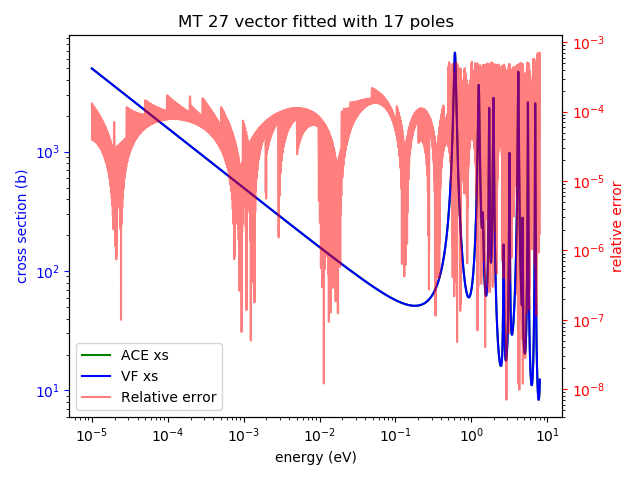 MT 27 vector fitted with 17 poles
cross section (b)
10³
10²
10¹
10⁻³
10⁻⁴
10⁻⁵
10⁻⁶
10⁻⁷
10⁻⁸
relative error
ACE xs
VF xs
Relative error
10⁻⁵ 10⁻⁴ 10⁻³ 10⁻² 10⁻¹ 10⁰ 10¹
energy (eV)